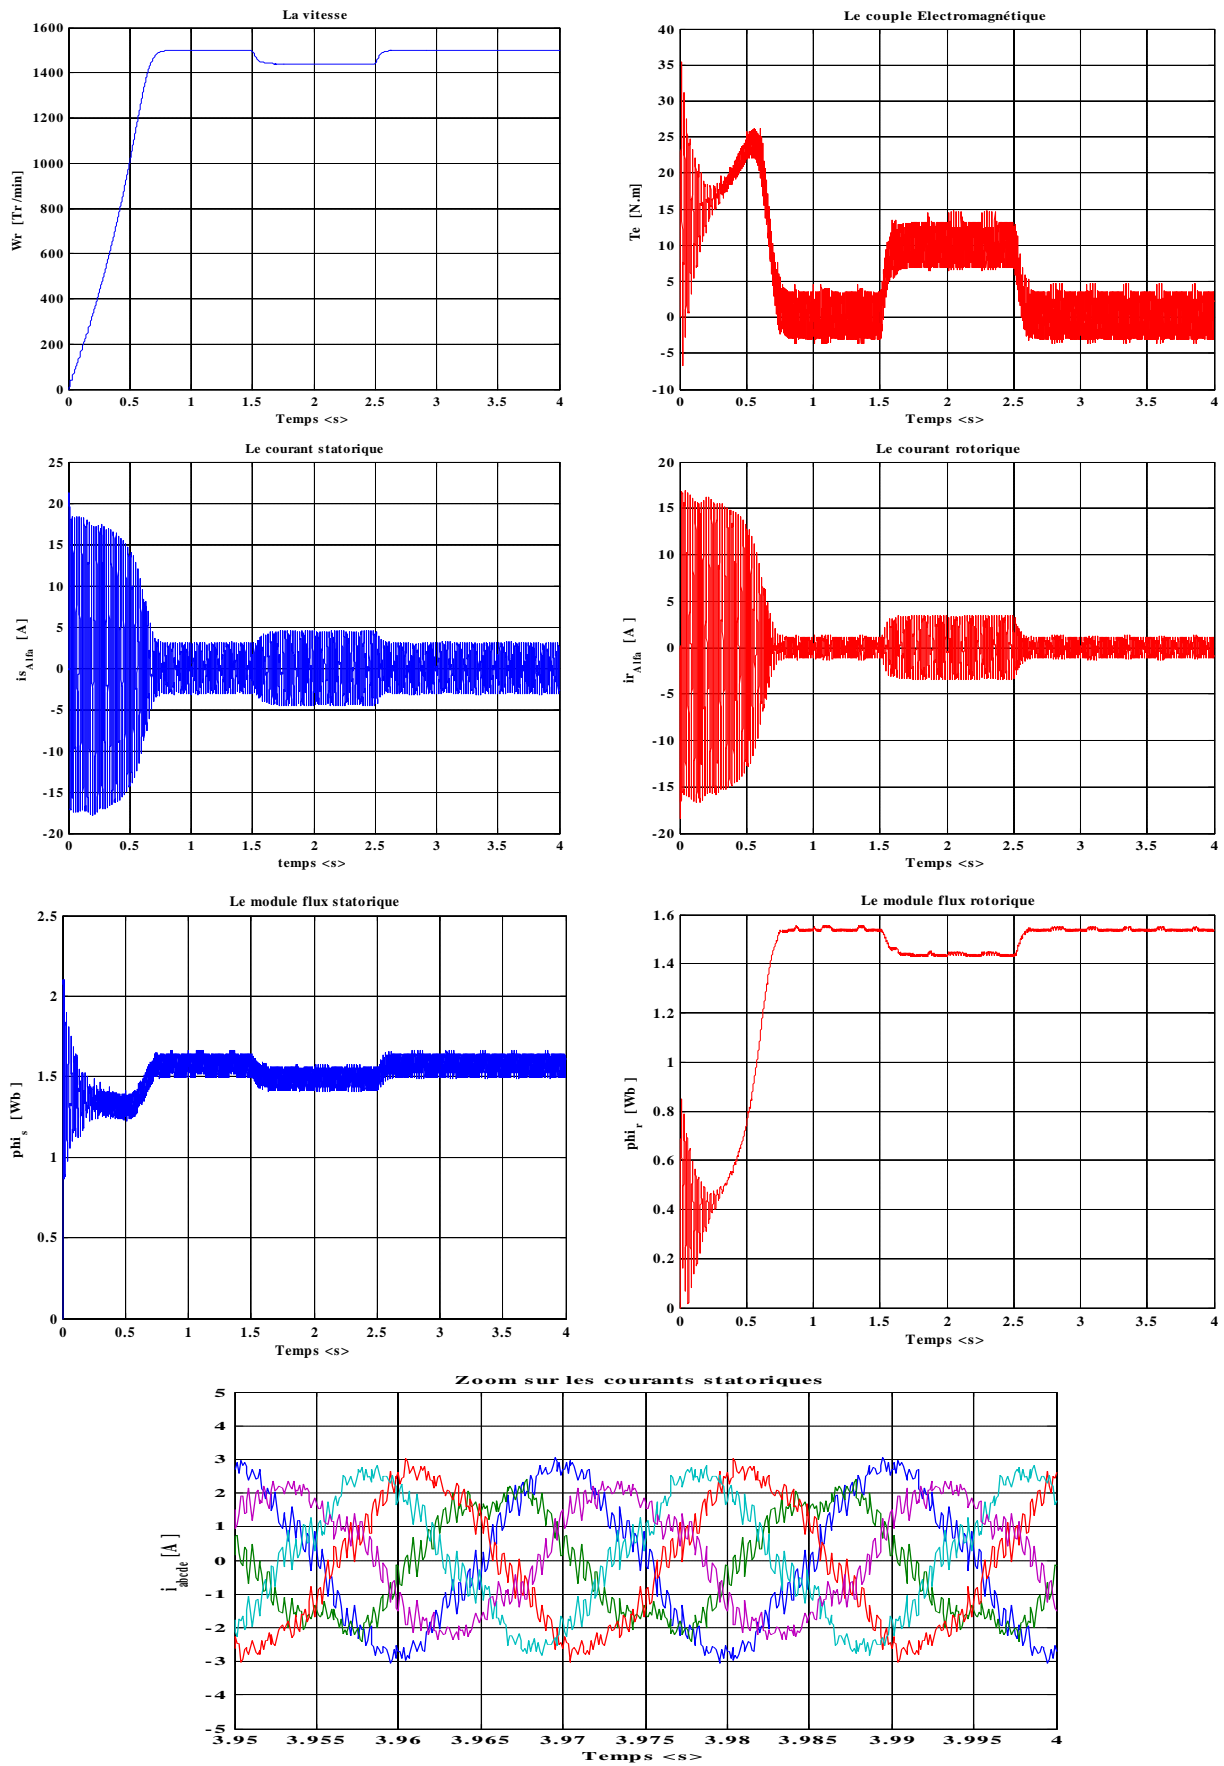 La vitesse
1600
1400
1200
1000
800
600
400
200
0
Wr [Tr/min]
0 0.5 1 1.5 2 2.5 3 3.5 4
Temps <s>
Le couple Electromagnétique
40
35
30
25
20
15
10
5
0
-5
-10
Te [N.m]
0 0.5 1 1.5 2 2.5 3 3.5 4
Temps <s>
Le courant statorique
25
20
15
10
5
0
-5
-10
-15
-20
is_Alfa [A]
0 0.5 1 1.5 2 2.5 3 3.5 4
temps <s>
Le courant rotorique
20
15
10
5
0
-5
-10
-15
-20
ir_Alfa [A ]
0 0.5 1 1.5 2 2.5 3 3.5 4
Temps <s>
Le module flux statorique
2.5
2
1.5
1
0.5
0
phi_s [Wb ]
0 0.5 1 1.5 2 2.5 3 3.5 4
Temps <s>
Le module flux rotorique
1.6
1.4
1.2
1
0.8
0.6
0.4
0.2
0
phi_r [Wb ]
0 0.5 1 1.5 2 2.5 3 3.5 4
Temps <s>
Zoom sur les courants statoriques
5
4
3
2
1
0
-1
-2
-3
-4
-5
i_abcde [A ]
3.95 3.955 3.96 3.965 3.97 3.975 3.98 3.985 3.99 3.995 4
Temps <s>